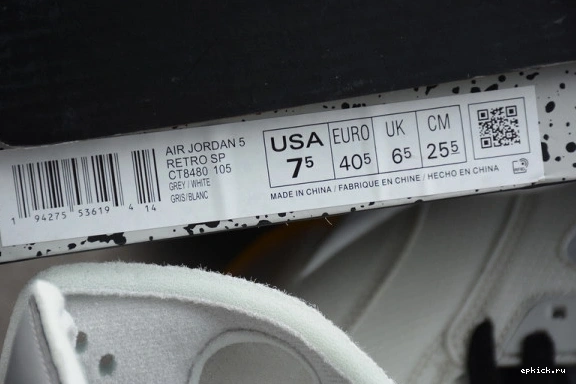 AIR JORDAN 5
RETRO SP
CT8480 105
GREY / WHITE
GRIS/BLANC
1 94275 53619 4 14
USA EURO UK CM
7⁵ 40⁵ 6⁵ 25⁵
MADE IN CHINA / FABRIQUE EN CHINE / HECHO EN CHINA
epkick.ru